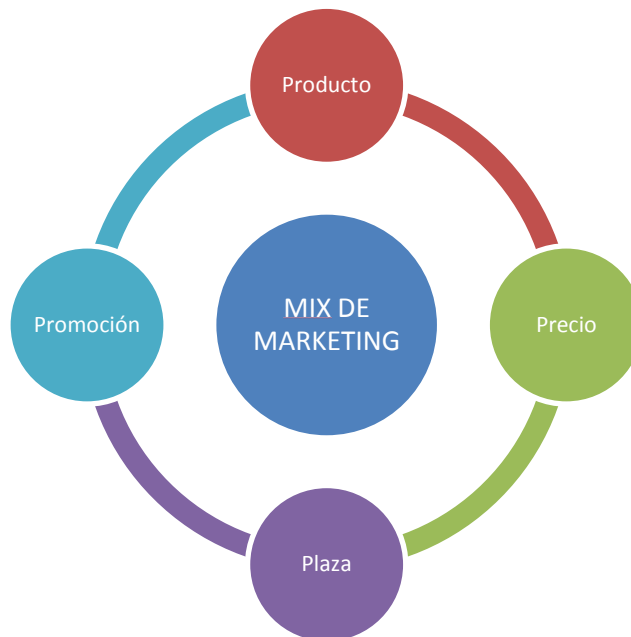 Producto
Promoción
MIX DE
MARKETING
Precio
Plaza